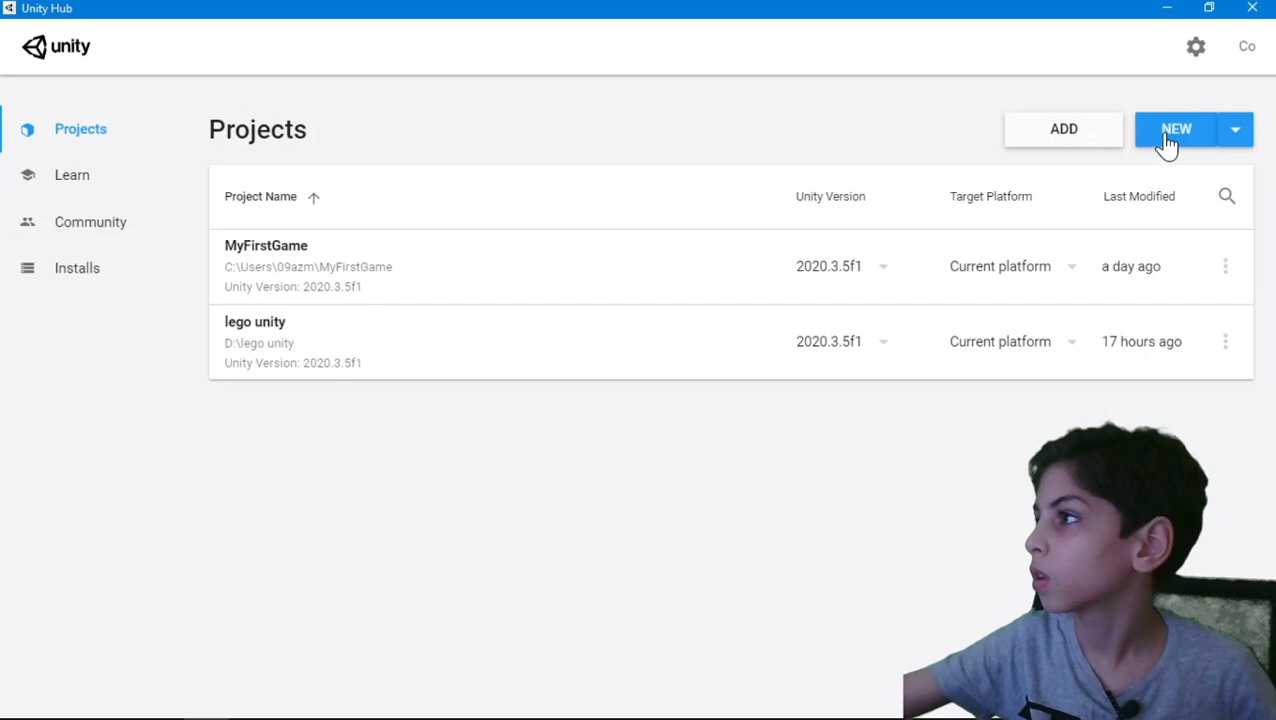 Unity Hub
unity
Co
Projects
Learn
Community
Installs
Projects
ADD
NEW
Project Name
Unity Version
Target Platform
Last Modified
MyFirstGame
C:\Users\09azm\MyFirstGame
Unity Version: 2020.3.5f1
2020.3.5f1
Current platform
a day ago
lego unity
D:\lego unity
Unity Version: 2020.3.5f1
2020.3.5f1
Current platform
17 hours ago